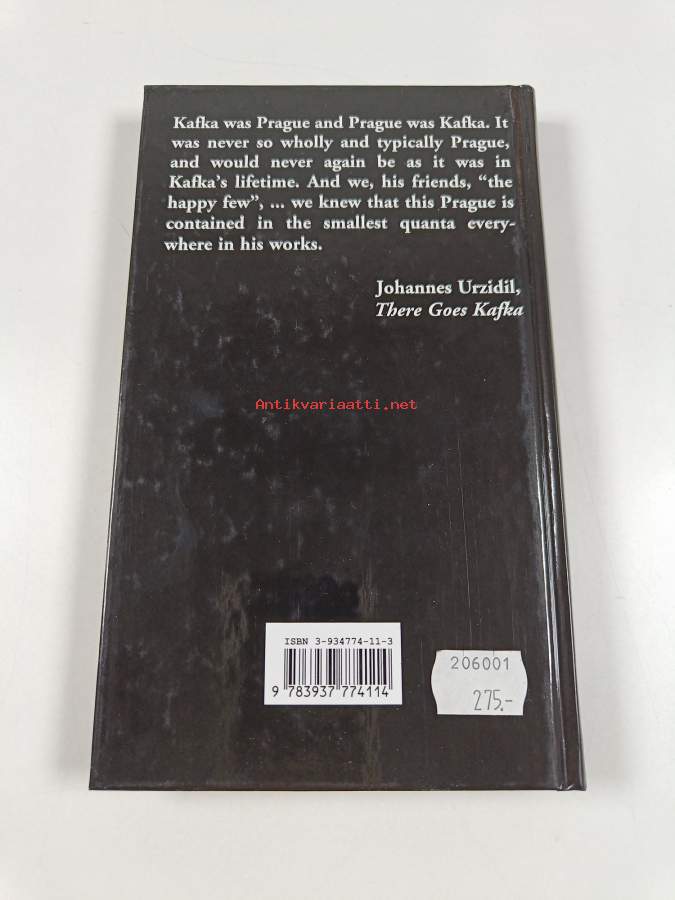 Kafka was Prague and Prague was Kafka. It
was never so wholly and typically Prague,
and would never again be as it was in
Kafka's lifetime. And we, his friends, “the
happy few”, ... we knew that this Prague is
contained in the smallest quanta every-
where in his works.
Johannes Urzidil,
There Goes Kafka
Antikvariaatti.net
ISBN 3-934774-11-3
9 783937 774114
206001
275.-